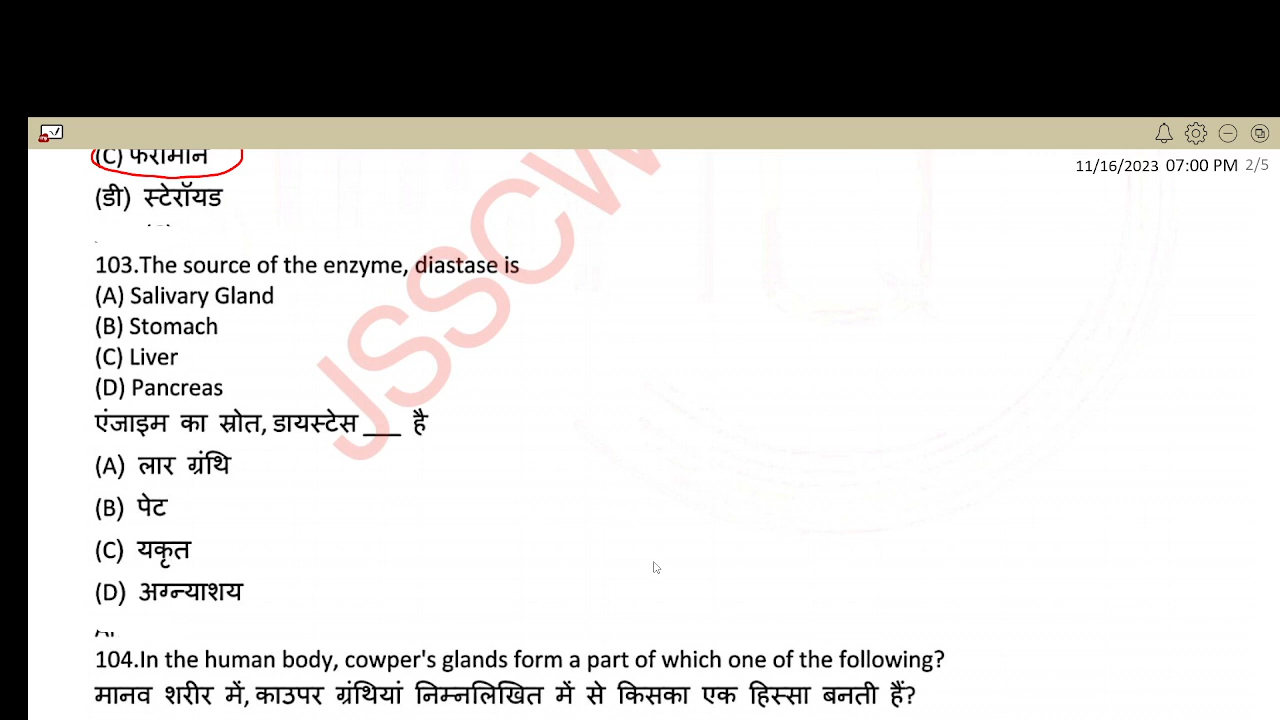 (C) फेरोमोन
11/16/2023 07:00 PM 2/5
(डी) स्टेरॉयड
103.The source of the enzyme, diastase is
(A) Salivary Gland
(B) Stomach
(C) Liver
(D) Pancreas
एंजाइम का स्रोत, डायस्टेस ___ है
(A) लार ग्रंथि
(B) पेट
(C) यकृत
(D) अग्न्याशय
104.In the human body, cowper's glands form a part of which one of the following?
मानव शरीर में, काउपर ग्रंथियां निम्नलिखित में से किसका एक हिस्सा बनती हैं?
JSSCW